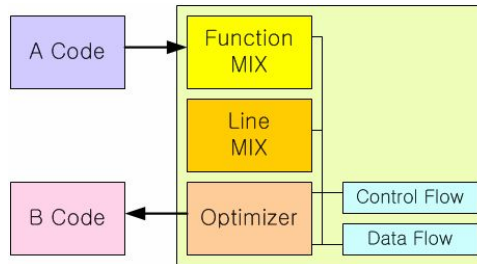 A Code
Function
MIX
Line
MIX
B Code
Optimizer
Control Flow
Data Flow